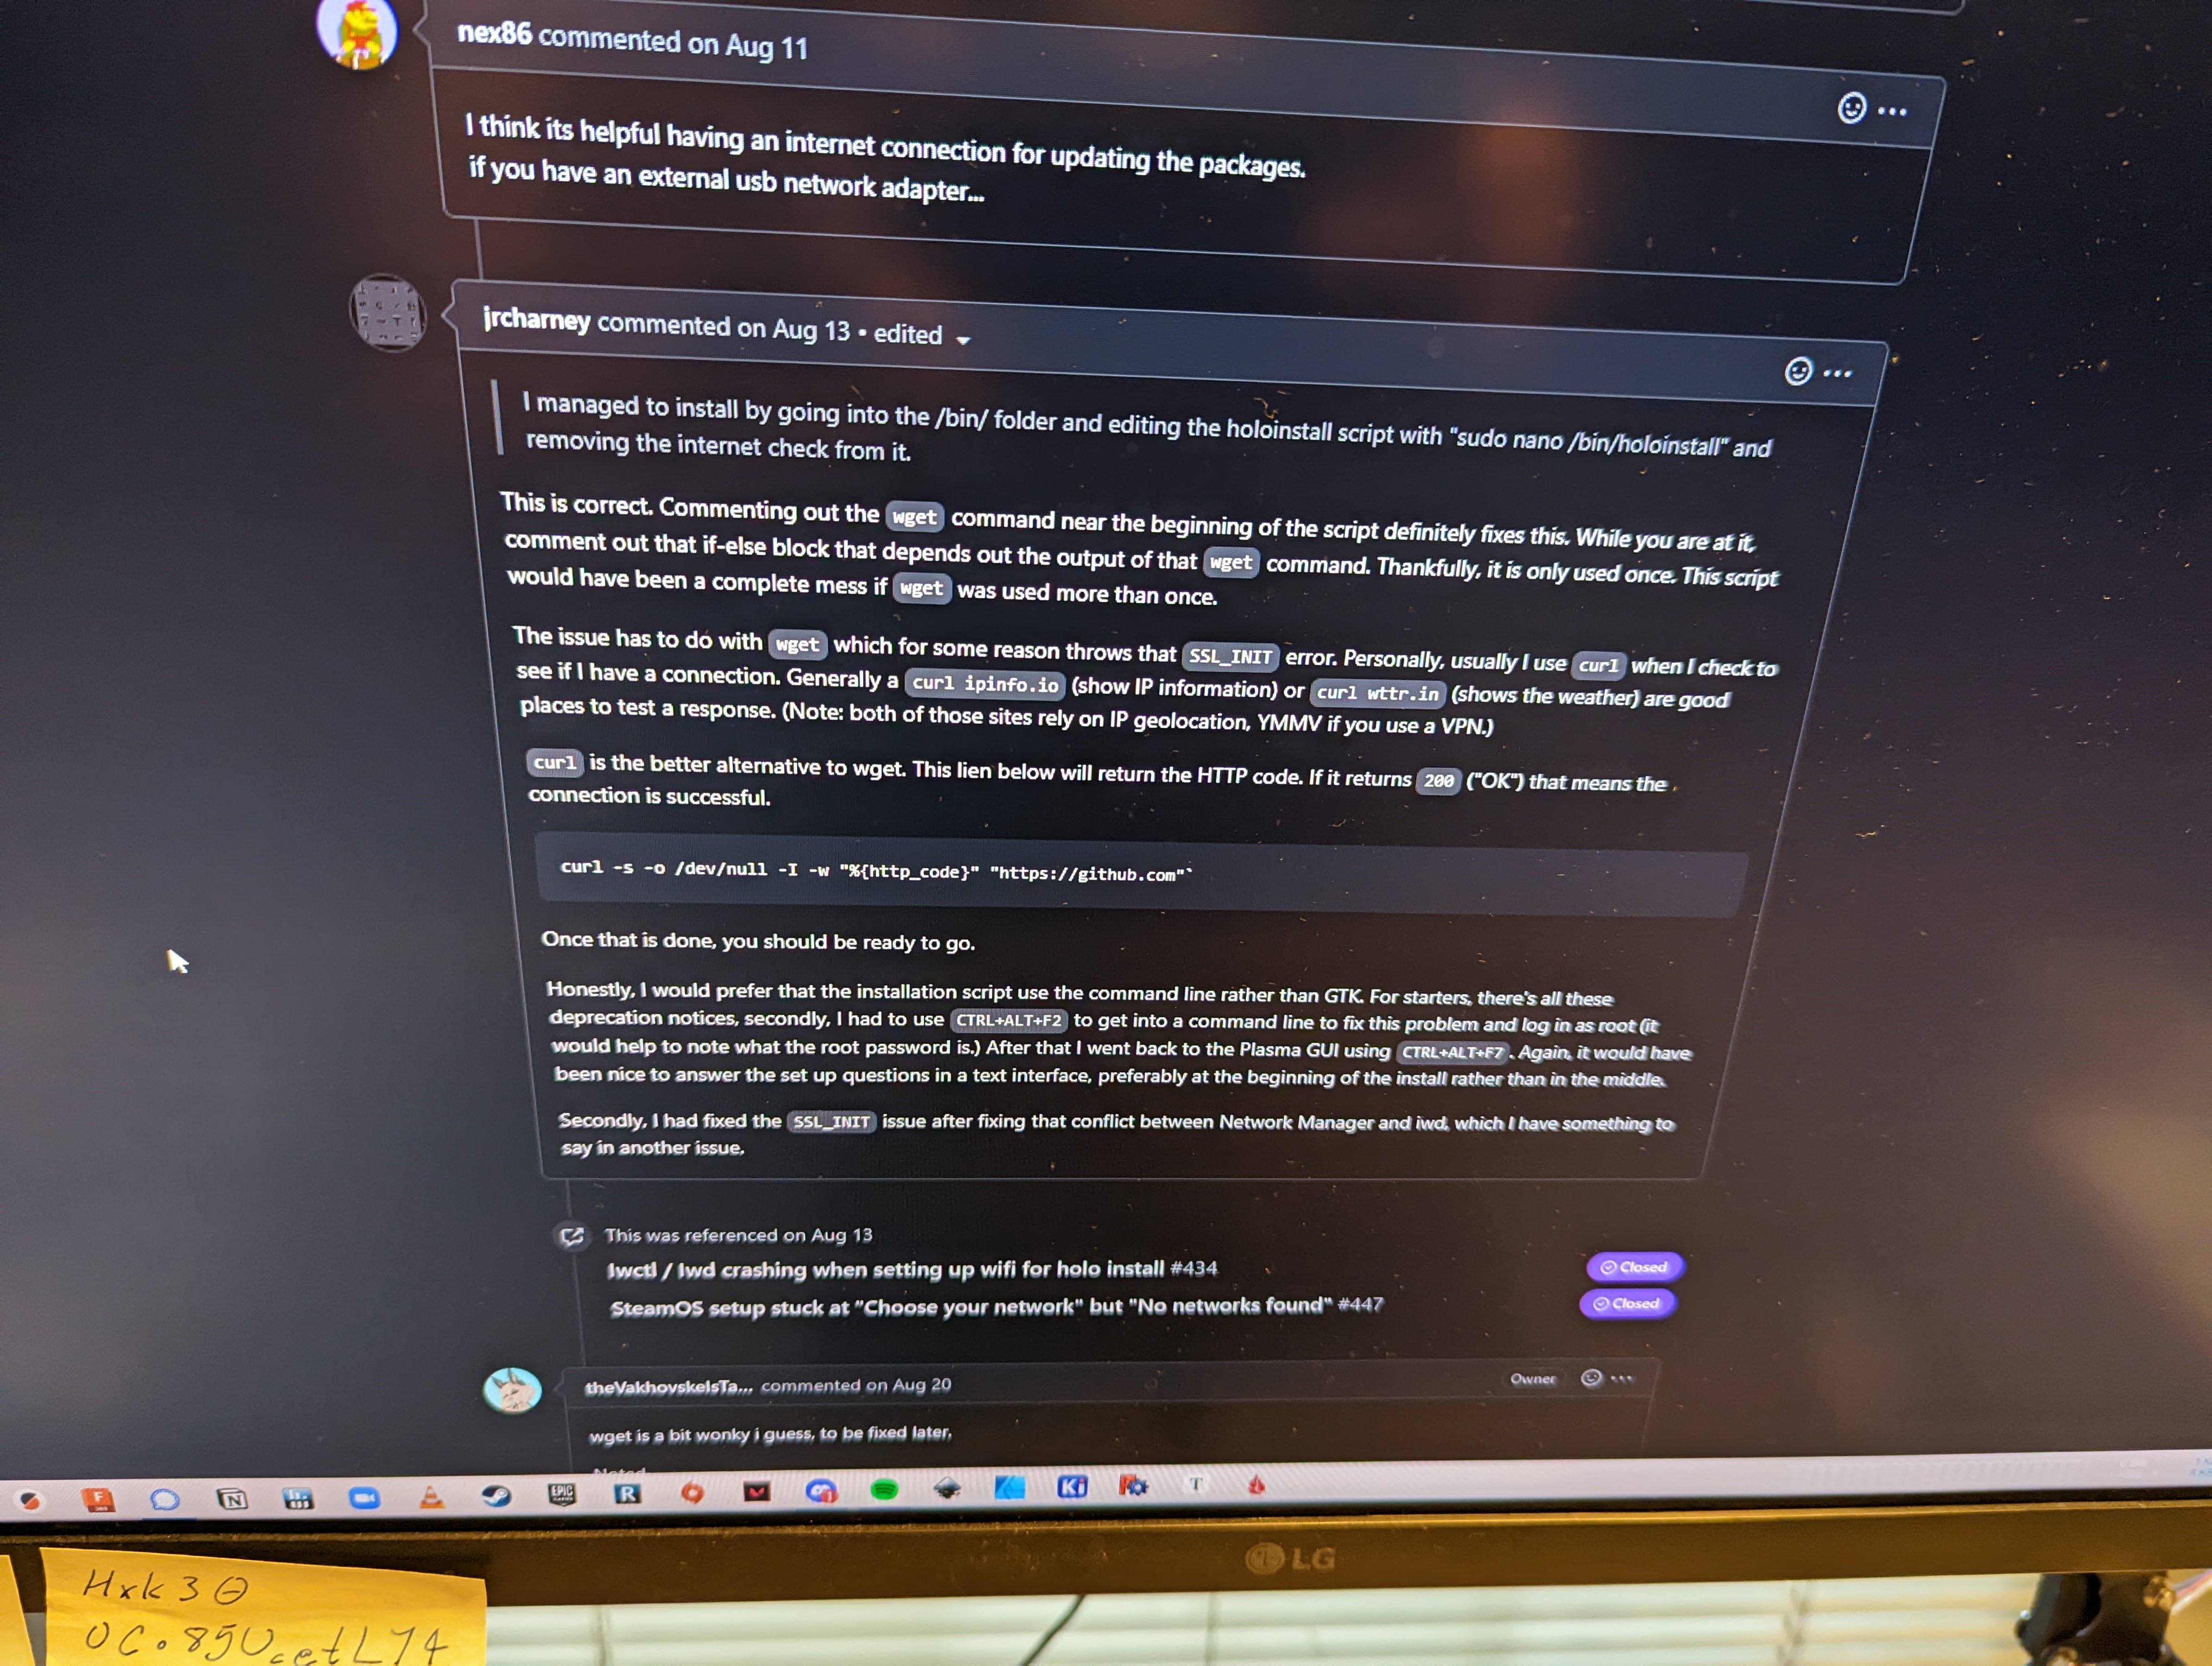 nex86 commented on Aug 11
I think its helpful having an internet connection for updating the packages.
if you have an external usb network adapter...
jrcharney commented on Aug 13 • edited
I managed to install by going into the /bin/ folder and editing the holoinstall script with "sudo nano /bin/holoinstall" and
removing the internet check from it.
This is correct. Commenting out the wget command near the beginning of the script definitely fixes this. While you are at it,
comment out that if-else block that depends out the output of that wget command. Thankfully, it is only used once. This script
would have been a complete mess if wget was used more than once.
The issue has to do with wget which for some reason throws that SSL_INIT error. Personally, usually I use curl when I check to
see if I have a connection. Generally a curl ipinfo.io (show IP information) or curl wttr.in (shows the weather) are good
places to test a response. (Note: both of those sites rely on IP geolocation, YMMV if you use a VPN.)
curl is the better alternative to wget. This lien below will return the HTTP code. If it returns 200 ("OK") that means the
connection is successful.
curl -s -o /dev/null -I -w "%{http_code}" "https://github.com"`
Once that is done, you should be ready to go.
Honestly, I would prefer that the installation script use the command line rather than GTK. For starters, there's all these
deprecation notices, secondly, I had to use CTRL+ALT+F2 to get into a command line to fix this problem and log in as root (it
would help to note what the root password is.) After that I went back to the Plasma GUI using CTRL+ALT+F7. Again, it would have
been nice to answer the set up questions in a text interface, preferably at the beginning of the install rather than in the middle.
Secondly, I had fixed the SSL_INIT issue after fixing that conflict between Network Manager and iwd, which I have something to
say in another issue.
This was referenced on Aug 13
Iwctl / Iwd crashing when setting up wifi for holo install #434
Closed
SteamOS setup stuck at "Choose your network" but "No networks found" #447
Closed
theVakhovskeIsTa... commented on Aug 20
Owner
wget is a bit wonky i guess, to be fixed later.
Noted
EPIC
Ki
LG
Hxk30